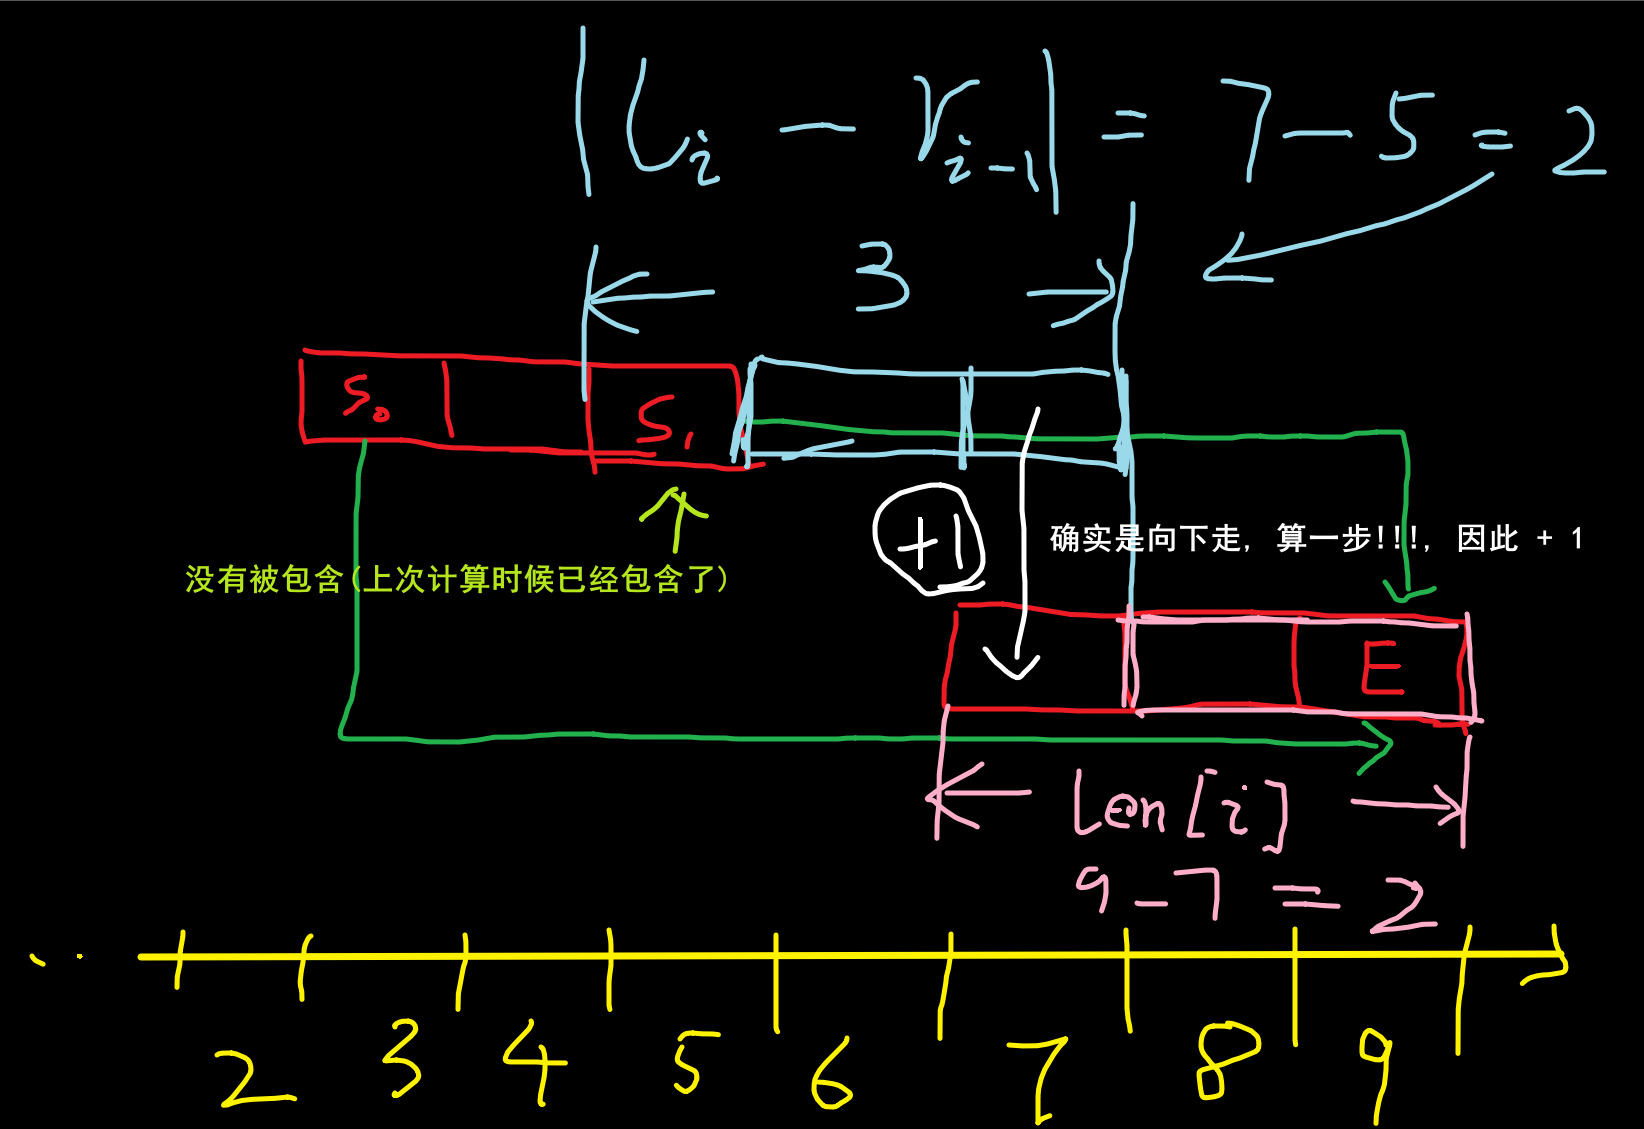 |l_i - r_{i-1}| = 7 - 5 = 2
3
S₀ S₁
+1
确实是向下走，算一步!!!，因此 + 1
没有被包含(上次计算时候已经包含了)
E
len[i]
9 - 7 = 2
2 3 4 5 6 7 8 9